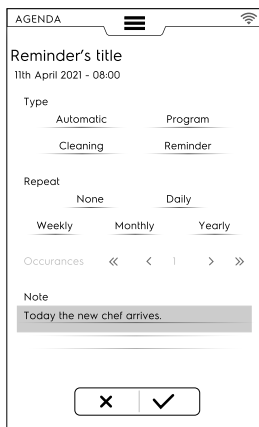 AGENDA
Reminder's title
11th April 2021 - 08:00
Type
Automatic Program
Cleaning Reminder
Repeat
None Daily
Weekly Monthly Yearly
Occurances « < 1 > »
Note
Today the new chef arrives.